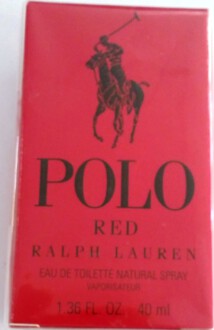 POLO
RED
RALPH LAUREN
EAU DE TOILETTE NATURAL SPRAY
VAPORISATEUR
1.36 FL. OZ. 40 ml